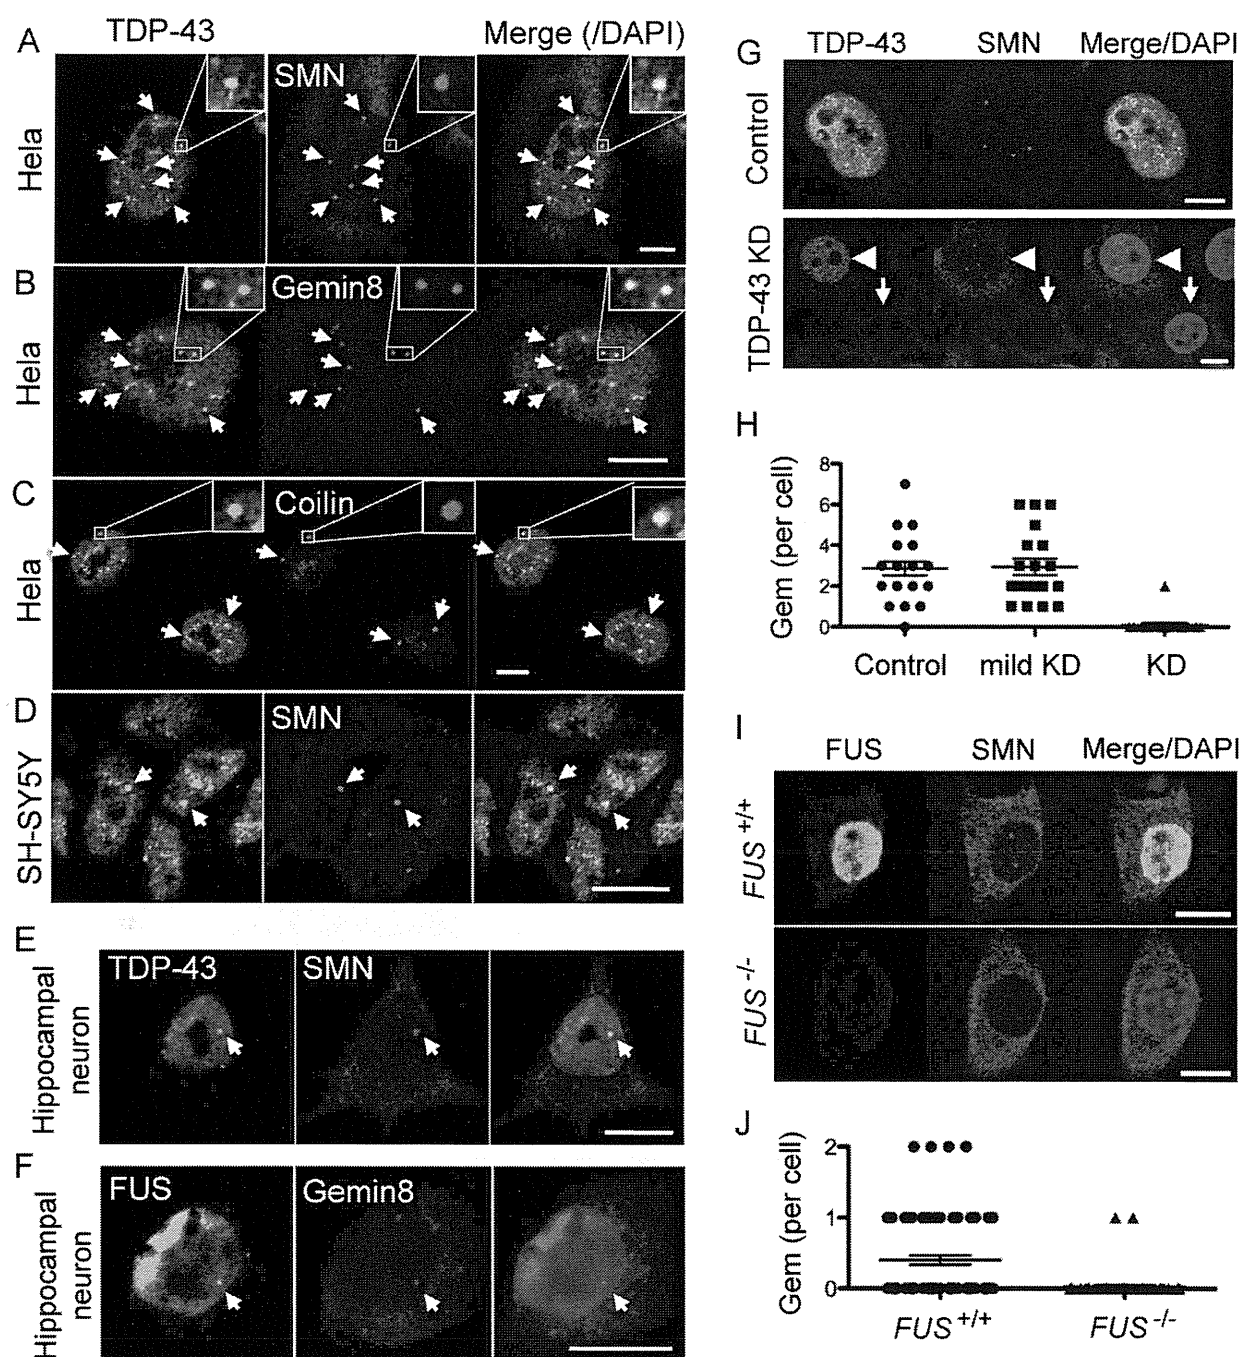 A
TDP-43
Merge (/DAPI)
SMN
Hela
B
Gemin8
Hela
C
Coilin
Hela
D
SMN
SH-SY5Y
E
TDP-43
SMN
Hippocampal
neuron
F
FUS
Gemin8
Hippocampal
neuron
G
TDP-43
SMN
Merge/DAPI
Control
TDP-43 KD
H
Gem (per cell)
8
6
4
2
0
Control
mild KD
KD
I
FUS
SMN
Merge/DAPI
FUS +/+
FUS -/-
J
Gem (per cell)
2
1
0
FUS +/+
FUS -/-